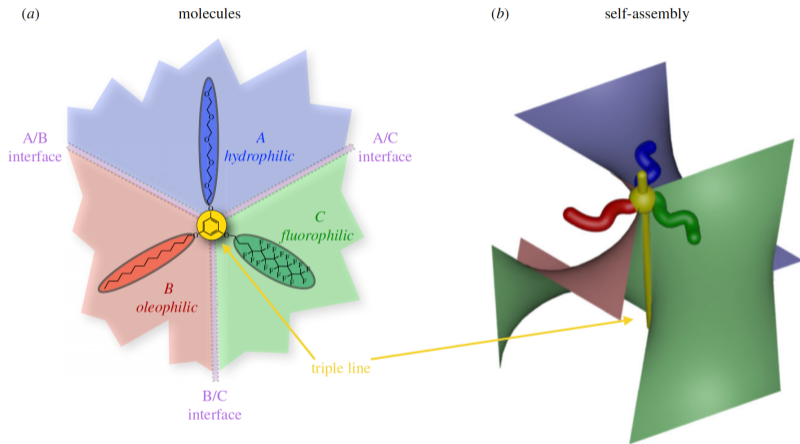 (a)
molecules
(b)
self-assembly
A/B
interface
A
hydrophilic
A/C
interface
C
fluorophilic
B
oleophilic
triple line
B/C
interface